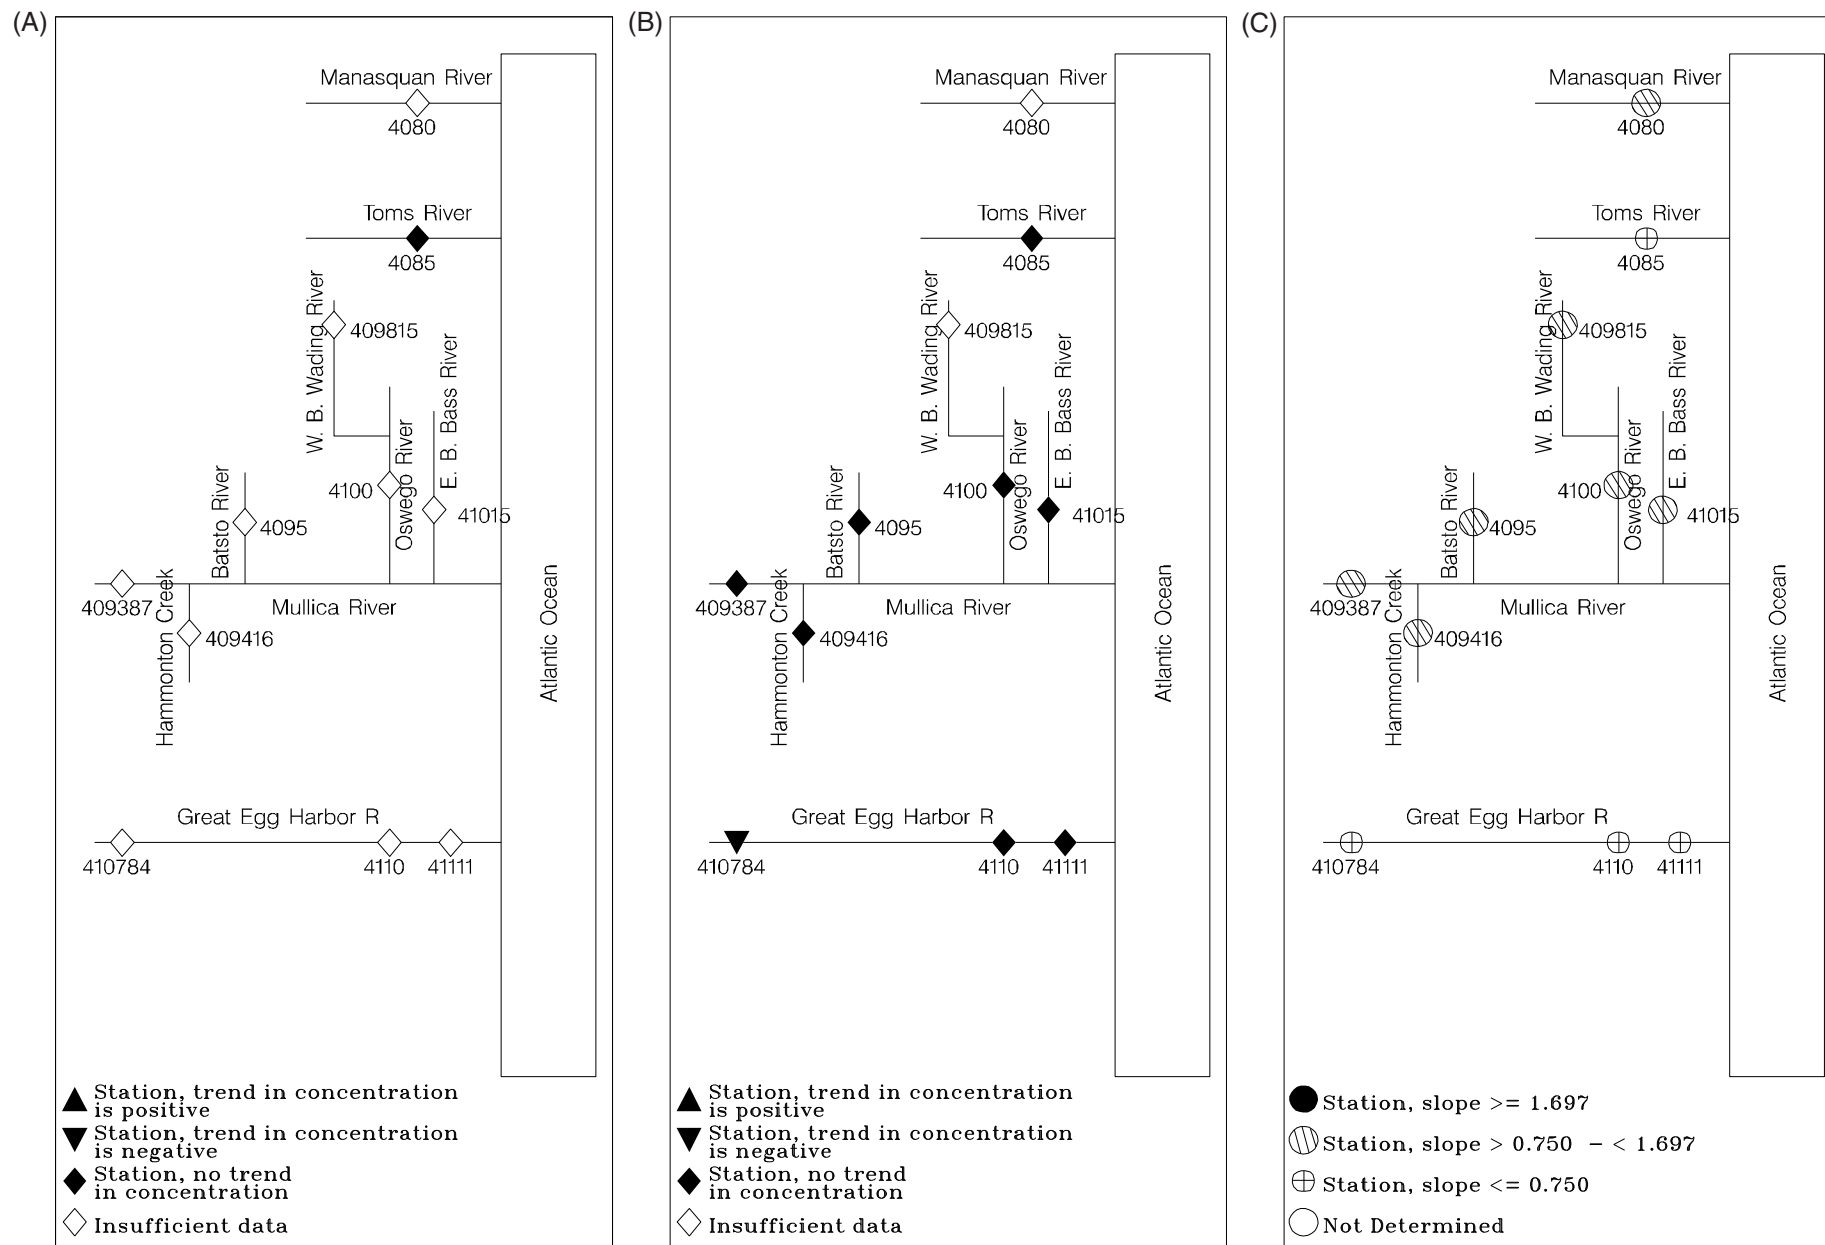 (A)
Manasquan River
4080
Toms River
4085
W. B. Wading River
409815
E. B. Bass River
Oswego River
4100
41015
Batsto River
4095
409387
Mullica River
Hammonton Creek
409416
Atlantic Ocean
Great Egg Harbor R
410784
4110
41111
Station, trend in concentration
is positive
Station, trend in concentration
is negative
Station, no trend
in concentration
Insufficient data
(B)
Manasquan River
4080
Toms River
4085
W. B. Wading River
409815
E. B. Bass River
Oswego River
4100
41015
Batsto River
4095
409387
Mullica River
Hammonton Creek
409416
Atlantic Ocean
Great Egg Harbor R
410784
4110
41111
Station, trend in concentration
is positive
Station, trend in concentration
is negative
Station, no trend
in concentration
Insufficient data
(C)
Manasquan River
4080
Toms River
4085
W. B. Wading River
409815
E. B. Bass River
Oswego River
4100
41015
Batsto River
4095
409387
Mullica River
Hammonton Creek
409416
Atlantic Ocean
Great Egg Harbor R
410784
4110
41111
Station, slope >= 1.697
Station, slope > 0.750 – < 1.697
Station, slope <= 0.750
Not Determined